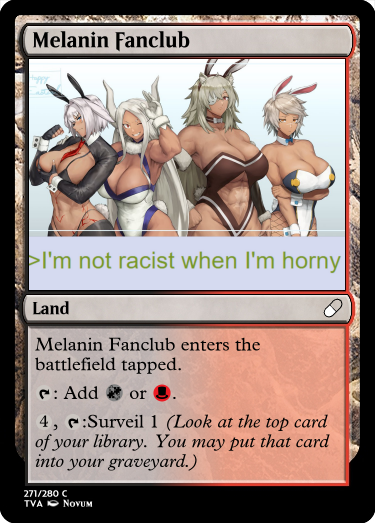 Melanin Fanclub
>I'm not racist when I'm horny
Land
Melanin Fanclub enters the
battlefield tapped.
: Add or .
4 , :Surveil 1 (Look at the top card
of your library. You may put that card
into your graveyard.)
271/280 C
TVA Novum